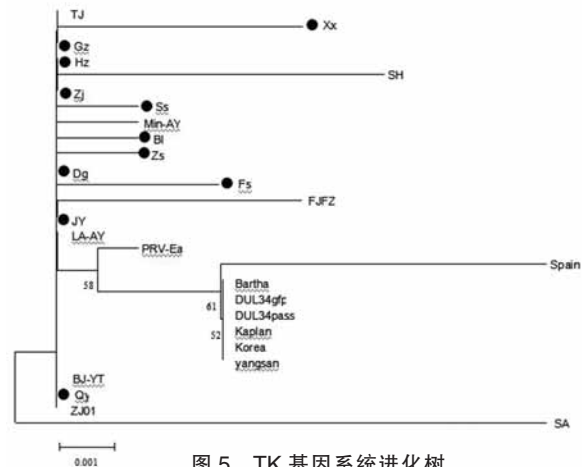 TJ
Xx
Gz
Hz
SH
Zj
Ss
Min-AY
Bl
Zs
Dg
Fs
FJFZ
JY
LA-AY
PRV-Ea
58
Spain
Bartha
61
DUL34gfp
DUL34pass
52
Kaplan
Korea
yangsan
BJ-YT
Qy
ZJ01
SA
0.001
图 5 TK 基因系统进化树